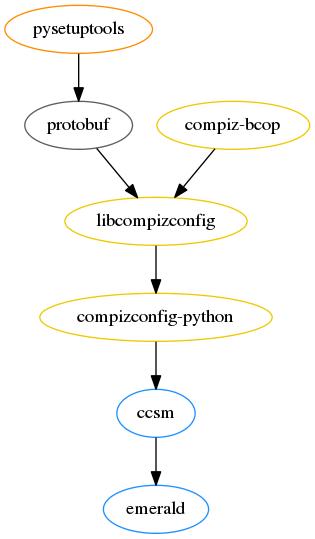 pysetuptools
protobuf
compiz-bcop
libcompizconfig
compizconfig-python
ccsm
emerald